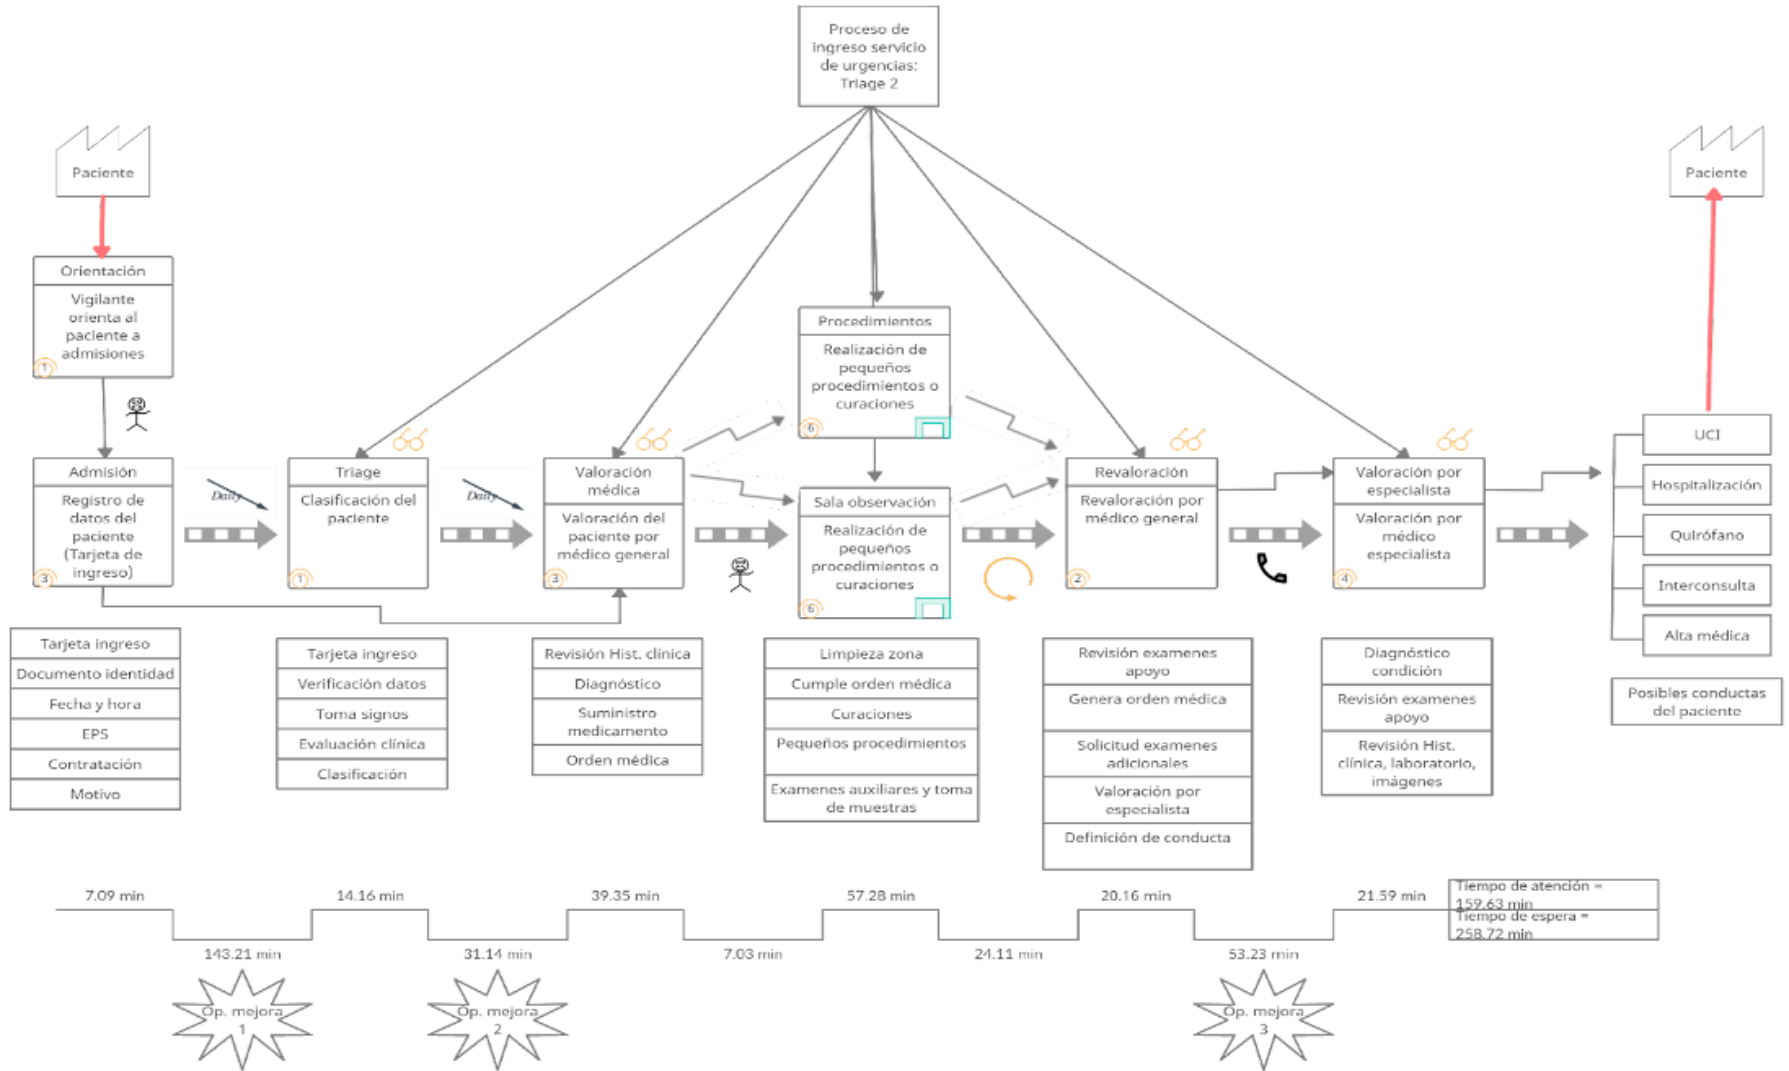 Proceso de
ingreso servicio
de urgencias:
Triage 2
Paciente
Paciente
Orientación
Vigilante
orienta al
paciente a
admisiones
1
Procedimientos
Realización de
pequeños
procedimientos o
curaciones
6
Admisión
Registro de
datos del
paciente
(Tarjeta de
ingreso)
3
Daily
Triage
Clasificación del
paciente
1
Daily
Valoración
médica
Valoración del
paciente por
médico general
3
Sala observación
Realización de
pequeños
procedimientos o
curaciones
6
Revaloración
Revaloración por
médico general
2
Valoración por
especialista
Valoración por
médico
especialista
4
UCI
Hospitalización
Quirófano
Interconsulta
Alta médica
Posibles conductas
del paciente
Tarjeta ingreso
Documento identidad
Fecha y hora
EPS
Contratación
Motivo
Tarjeta ingreso
Verificación datos
Toma signos
Evaluación clínica
Clasificación
Revisión Hist. clínica
Diagnóstico
Suministro
medicamento
Orden médica
Limpieza zona
Cumple orden médica
Curaciones
Pequeños procedimientos
Examenes auxiliares y toma
de muestras
Revisión examenes
apoyo
Genera orden médica
Solicitud examenes
adicionales
Valoración por
especialista
Definición de conducta
Diagnóstico
condición
Revisión examenes
apoyo
Revisión Hist.
clínica, laboratorio,
imágenes
7.09 min
14.16 min
39.35 min
57.28 min
20.16 min
21.59 min
Tiempo de atención =
159.63 min
Tiempo de espera =
258.72 min
143.21 min
31.14 min
7.03 min
24.11 min
53.23 min
Op. mejora
1
Op. mejora
2
Op. mejora
3